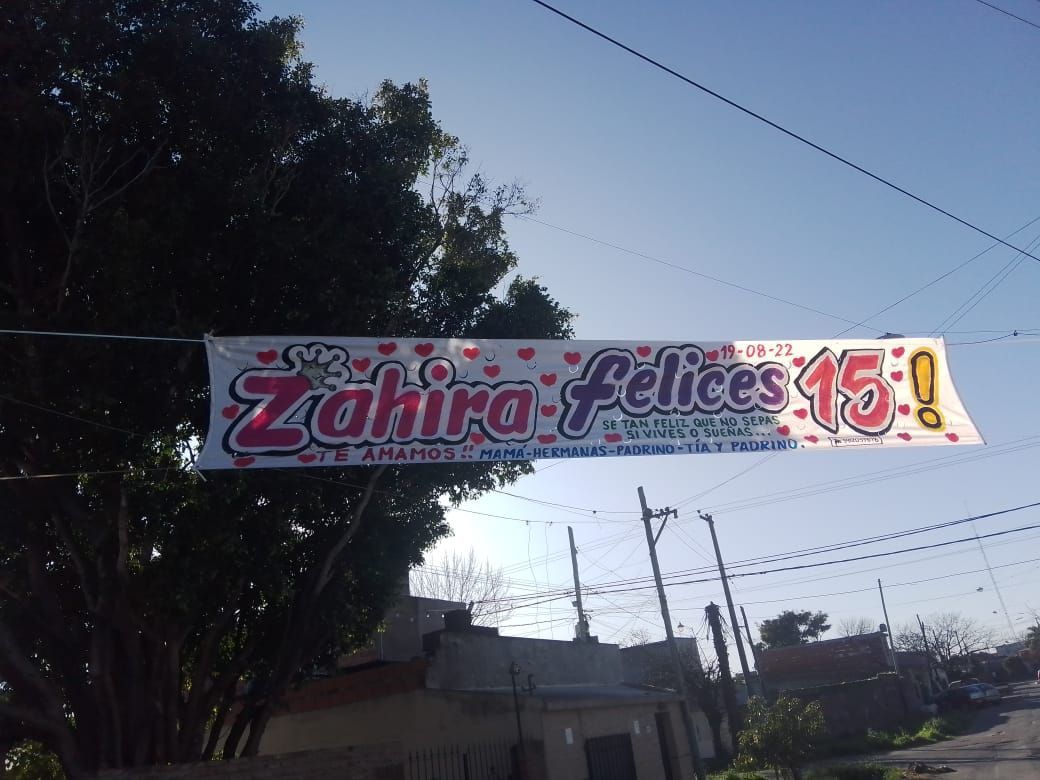 Zahira felices 15!
19-08-22
SE TAN FELIZ QUE NO SEPAS
SI VIVES O SUEÑAS...
TE AMAMOS!! MAMÁ-HERMANAS-PADRINO-TÍA Y PADRINO.